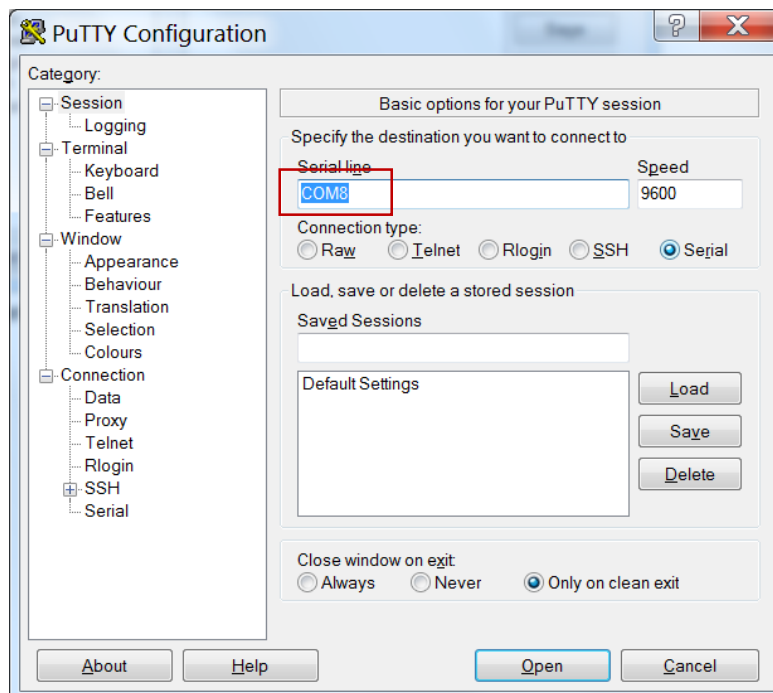 PuTTY Configuration
?
X
Category:
Session
Logging
Terminal
Keyboard
Bell
Features
Window
Appearance
Behaviour
Translation
Selection
Colours
Connection
Data
Proxy
Telnet
Rlogin
SSH
Serial
Basic options for your PuTTY session
Specify the destination you want to connect to
Serial line Speed
COM8 9600
Connection type:
Raw Telnet Rlogin SSH Serial
Load, save or delete a stored session
Saved Sessions
Default Settings
Load
Save
Delete
Close window on exit:
Always Never Only on clean exit
About Help Open Cancel